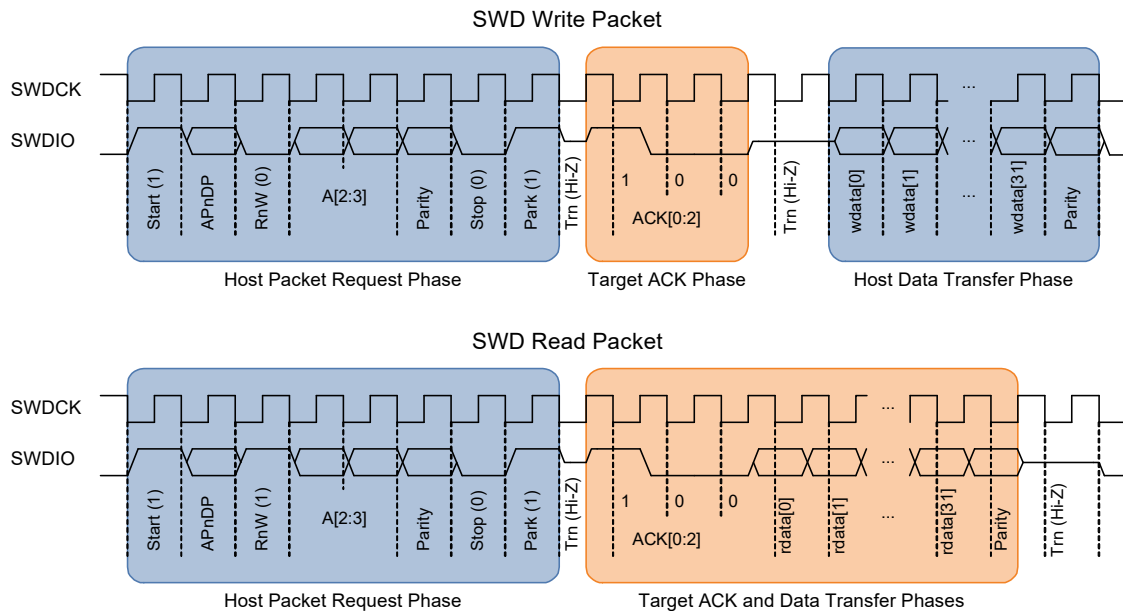 SWD Write Packet
SWDCK
...
SWDIO
Start (1)
APnDP
RnW (0)
A[2:3]
Parity
Stop (0)
Park (1)
Trn (Hi-Z)
1
0
0
ACK[0:2]
Trn (Hi-Z)
wdata[0]
wdata[1]
...
wdata[31]
Parity
Host Packet Request Phase
Target ACK Phase
Host Data Transfer Phase
SWD Read Packet
SWDCK
...
SWDIO
...
Start (1)
APnDP
RnW (1)
A[2:3]
Parity
Stop (0)
Park (1)
Trn (Hi-Z)
1
0
0
ACK[0:2]
rdata[0]
rdata[1]
...
rdata[31]
Parity
Trn (Hi-Z)
Host Packet Request Phase
Target ACK and Data Transfer Phases